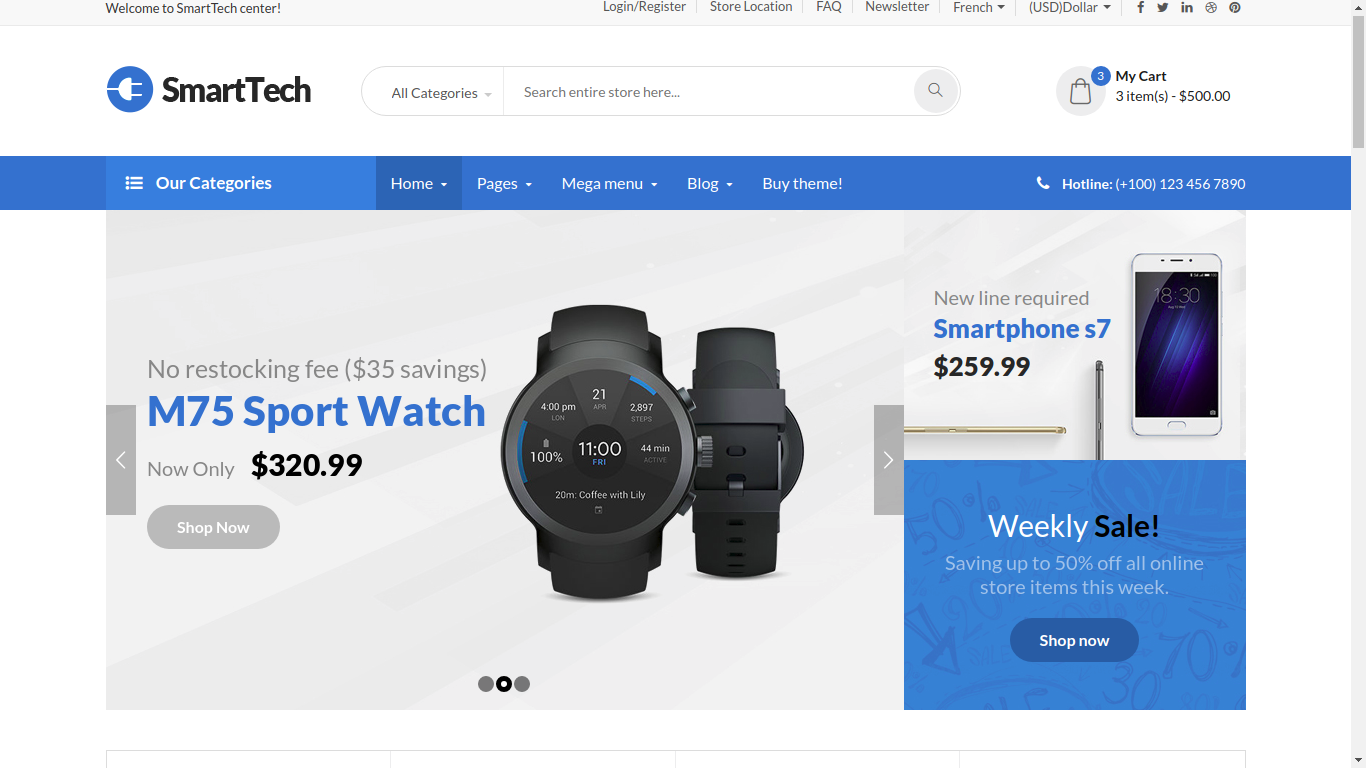 Welcome to SmartTech center!
Login/Register
Store Location
FAQ
Newsletter
French
(USD)Dollar
SmartTech
All Categories
Search entire store here...
3
My Cart
3 item(s) - $500.00
Our Categories
Home
Pages
Mega menu
Blog
Buy theme!
Hotline: (+100) 123 456 7890
No restocking fee ($35 savings)
M75 Sport Watch
Now Only $320.99
Shop Now
21
APR
4:00 pm
LON
2,897
STEPS
100%
11:00
FRI
44 min
ACTIVE
20m: Coffee with Lily
New line required
Smartphone s7
$259.99
18:30
Weekly Sale!
Saving up to 50% off all online
store items this week.
Shop now
50%
SALE
70%